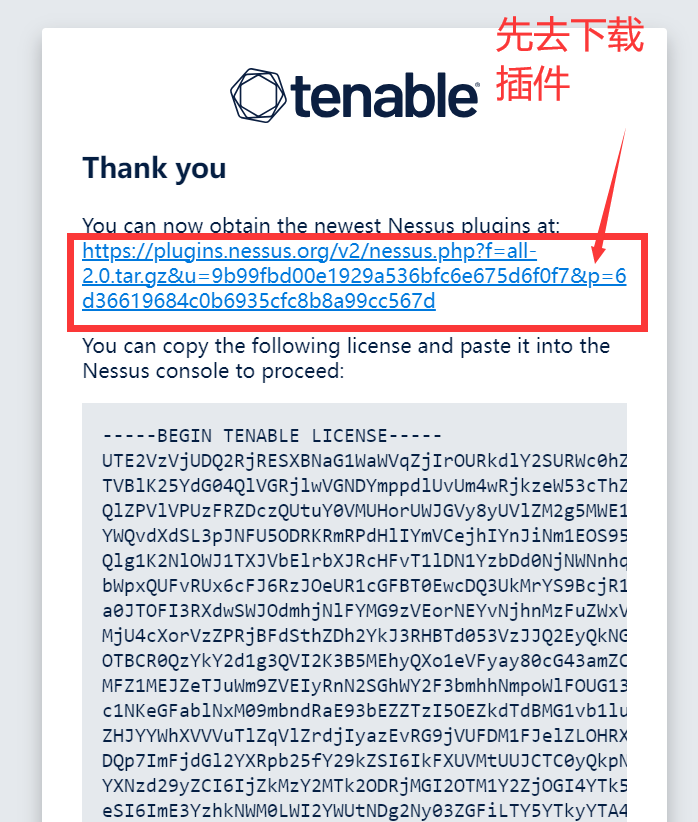 先去下载
插件
tenable®
Thank you
You can now obtain the newest Nessus plugins at:
https://plugins.nessus.org/v2/nessus.php?f=all-
2.0.tar.gz&u=9b99fbd00e1929a536bfc6e675d6f0f7&p=6
d36619684c0b6935cfc8b8a99cc567d
You can copy the following license and paste it into the
Nessus console to proceed:
-----BEGIN TENABLE LICENSE-----
UTE2VzVjUDQ2RjRESXBNaG1WaWVqZjIrOURkdlY2SURWc0hZ
TVBlK25YdG04QlVGRjlwVGNDYmppdlUvUm4wRjkzeW53cThZ
QlZPVlVPUzFRZDczQUtuY0VMUHorUWJGVy8yUVlZM2g5MWE1
YWQvdXdSL3pJNFU5ODRKRmRPdHlIYmVCejhIYnJiNm1EOS95
Qlg1K2NlOWJ1TXJVbElrbXJRcHFvT1lDN1YzbDd0NjNWNnhq
bWpxQUFvRUx6cFJ6RzJOeUR1cGFBT0EwcDQ3UkMrYS9BcjR1
a0JTOFI3RXdwSWJOdmhjNlFYMG9zVEorNEYvNjhnMzFuZWxV
MjU4cXorVzZPRjBFdSthZDh2YkJ3RHBTd053VzJJQ2EyQkNG
OTBCR0QzYkY2d1g3QVI2K3B5MEhyQXo1eVFyay80cG43amZC
MFZ1MEJZeTJuWm9ZVEIyRnN2SGhWY2F3bmhhNmpoWlFOUG13
c1NKeGFablNxM09mbndRaE93bEZZTzI5OEZkdTdBMG1vb1lu
ZHJYYWhXVVVuTlZqVlZrdjIyazEvRG9jVUFDM1FJelZLOHRX
DQp7ImFjdGl2YXRpb25fY29kZSI6IkFXUVMtUUJCTC0yQkpN
YXNzd29yZCI6IjZkMzY2MTk2ODRjMGI2OTM1Y2ZjOGI4YTk5
eSI6ImE3YzhkNWM0LWI2YWUtNDg2Ny03ZGFiLTY5YTkyYTA4